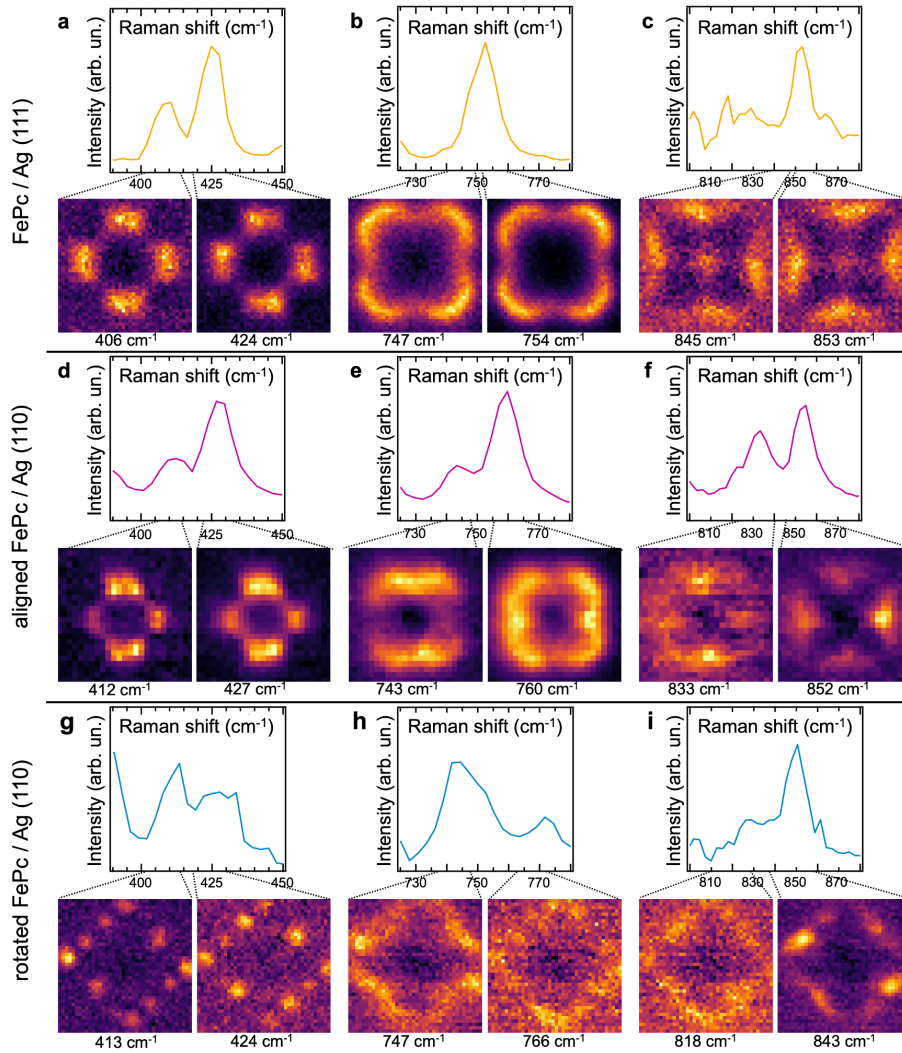 a
Raman shift (cm-1)
Intensity (arb. un.)
400 425 450
406 cm-1 424 cm-1
b
Raman shift (cm-1)
Intensity (arb. un.)
730 750 770
747 cm-1 754 cm-1
c
Raman shift (cm-1)
Intensity (arb. un.)
810 830 850 870
845 cm-1 853 cm-1
FePc / Ag (111)
d
Raman shift (cm-1)
Intensity (arb. un.)
400 425 450
412 cm-1 427 cm-1
e
Raman shift (cm-1)
Intensity (arb. un.)
730 750 770
743 cm-1 760 cm-1
f
Raman shift (cm-1)
Intensity (arb. un.)
810 830 850 870
833 cm-1 852 cm-1
aligned FePc / Ag (110)
g
Raman shift (cm-1)
Intensity (arb. un.)
400 425 450
413 cm-1 424 cm-1
h
Raman shift (cm-1)
Intensity (arb. un.)
730 750 770
747 cm-1 766 cm-1
i
Raman shift (cm-1)
Intensity (arb. un.)
810 830 850 870
818 cm-1 843 cm-1
rotated FePc / Ag (110)